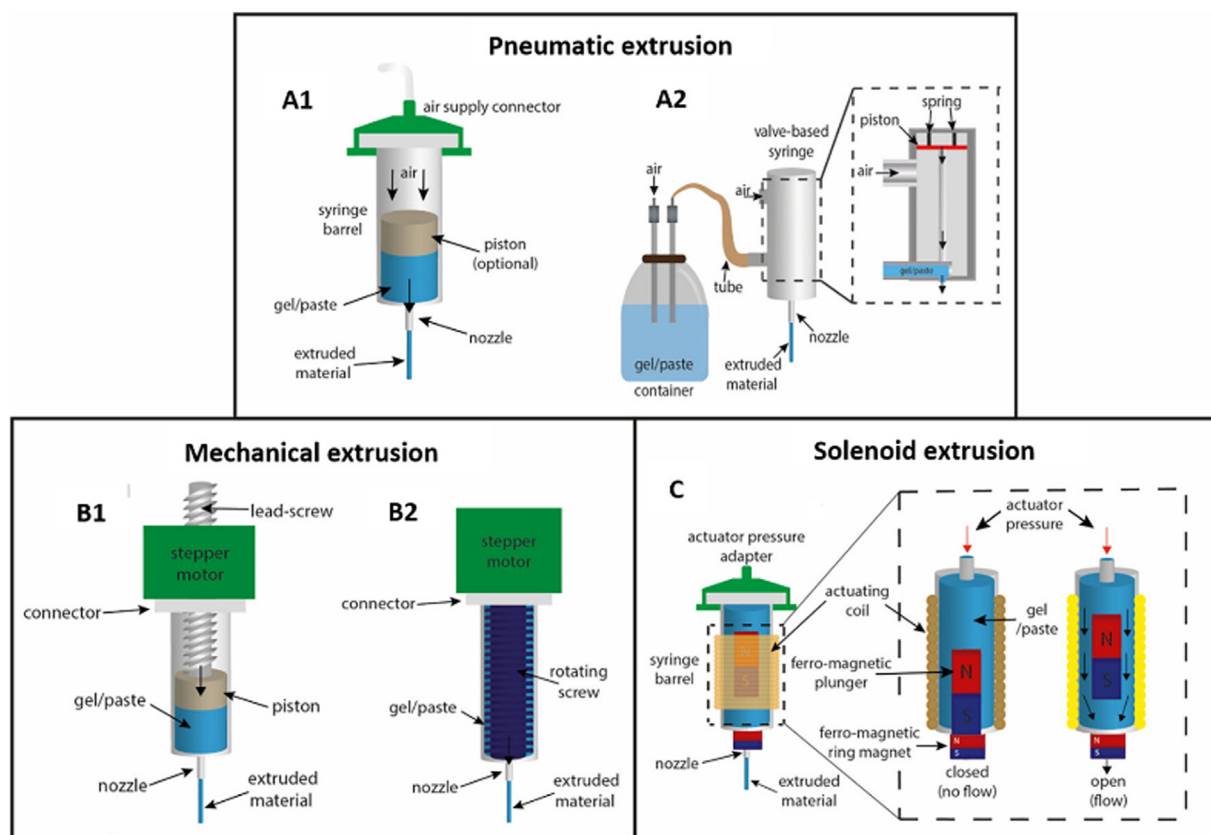 Pneumatic extrusion
A1
air supply connector
air
syringe
barrel
piston
(optional)
gel/paste
nozzle
extruded
material
A2
air
valve-based
syringe
air
tube
gel/paste
container
nozzle
extruded
material
spring
piston
air
gel/paste
Mechanical extrusion
B1
lead-screw
stepper
motor
connector
gel/paste
piston
nozzle
extruded
material
B2
stepper
motor
connector
rotating
screw
gel/paste
nozzle
extruded
material
Solenoid extrusion
C
actuator pressure
adapter
actuating
coil
syringe
barrel
N
S
nozzle
extruded
material
actuator
pressure
gel
/paste
ferro-magnetic
plunger
N
S
ferro-magnetic
ring magnet
N
S
closed
(no flow)
N
S
N
S
open
(flow)